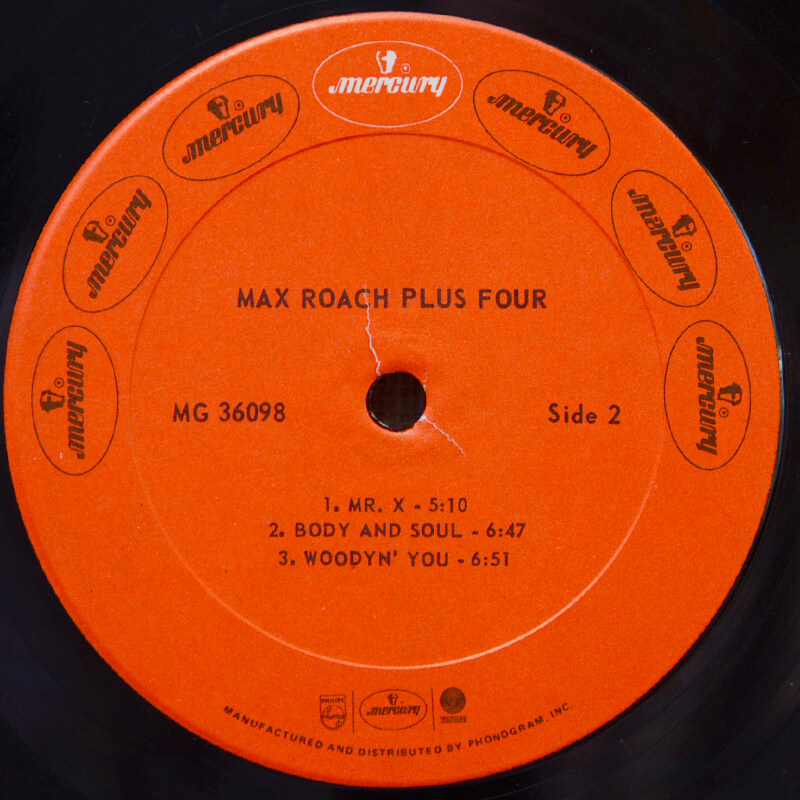 mercury
mercury
mercury
mercury
mercury
mercury
mercury
MAX ROACH PLUS FOUR
MG 36098
Side 2
1. MR. X - 5:10
2. BODY AND SOUL - 6:47
3. WOODYN' YOU - 6:51
PHILIPS
mercury
MANUFACTURED AND DISTRIBUTED BY PHONOGRAM, INC.